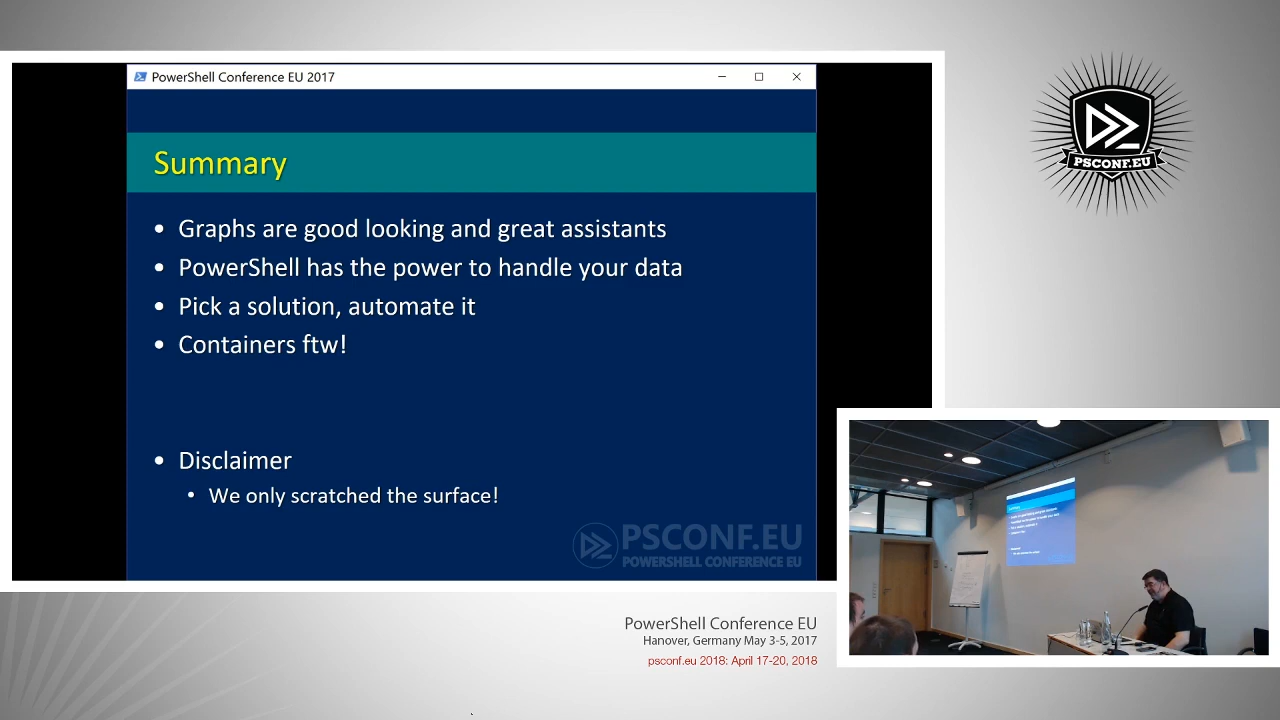 PowerShell Conference EU 2017
Summary
• Graphs are good looking and great assistants
• PowerShell has the power to handle your data
• Pick a solution, automate it
• Containers ftw!
• Disclaimer
• We only scratched the surface!
PSCONF.EU
POWERSHELL CONFERENCE EU
PSCONF.EU
PowerShell Conference EU
Hanover, Germany May 3-5, 2017
psconf.eu 2018: April 17-20, 2018
Summary